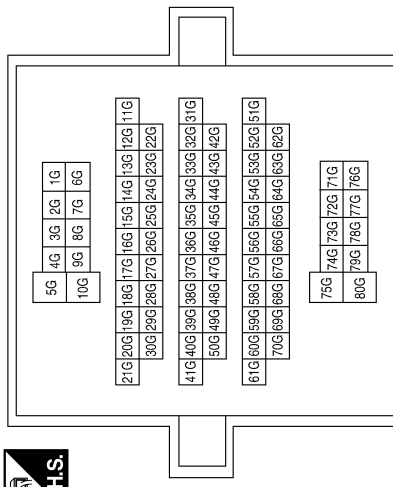 H.S.
5G 4G 3G 2G 1G
10G 9G 8G 7G 6G
21G 20G 19G 18G 17G 16G 15G 14G 13G 12G 11G
30G 29G 28G 27G 26G 25G 24G 23G 22G
41G 40G 39G 38G 37G 36G 35G 34G 33G 32G 31G
50G 49G 48G 47G 46G 45G 44G 43G 42G
61G 60G 59G 58G 57G 56G 55G 54G 53G 52G 51G
70G 69G 68G 67G 66G 65G 64G 63G 62G
75G 74G 73G 72G 71G
80G 79G 78G 77G 76G